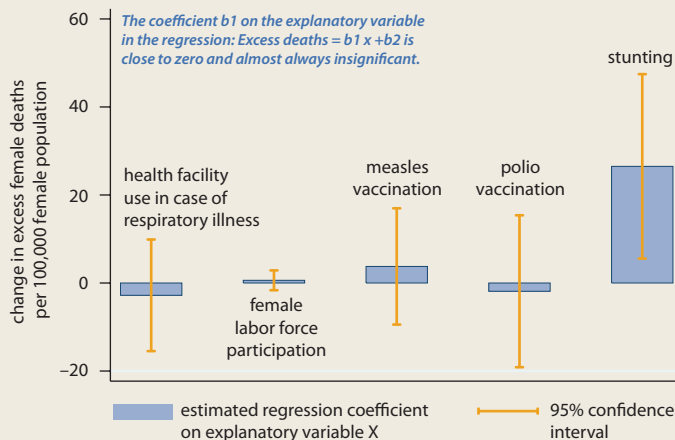 60
The coefficient b1 on the explanatory variable
in the regression: Excess deaths = b1 x +b2 is
close to zero and almost always insignificant.
stunting
change in excess female deaths
per 100,000 female population
40
health facility
use in case of
respiratory illness
measles
vaccination
polio
vaccination
20
0
female
labor force
participation
–20
estimated regression coefficient
on explanatory variable X
95% confidence
interval